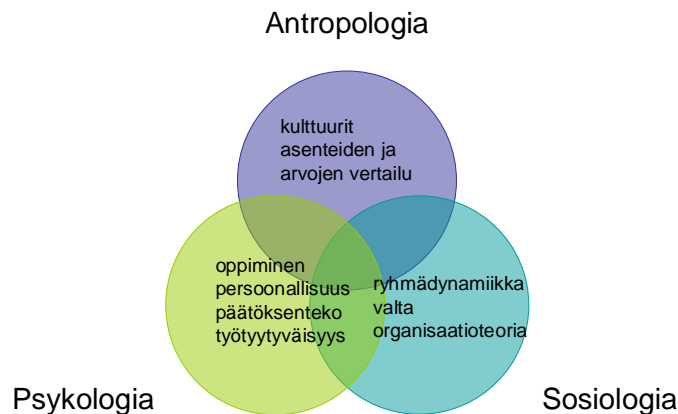 Antropologia
kulttuurit
asenteiden ja
arvojen vertailu
oppiminen
persoonallisuus
päätöksenteko
työtyytyväisyys
ryhmädynamiikka
valta
organisaatioteoria
Psykologia
Sosiologia